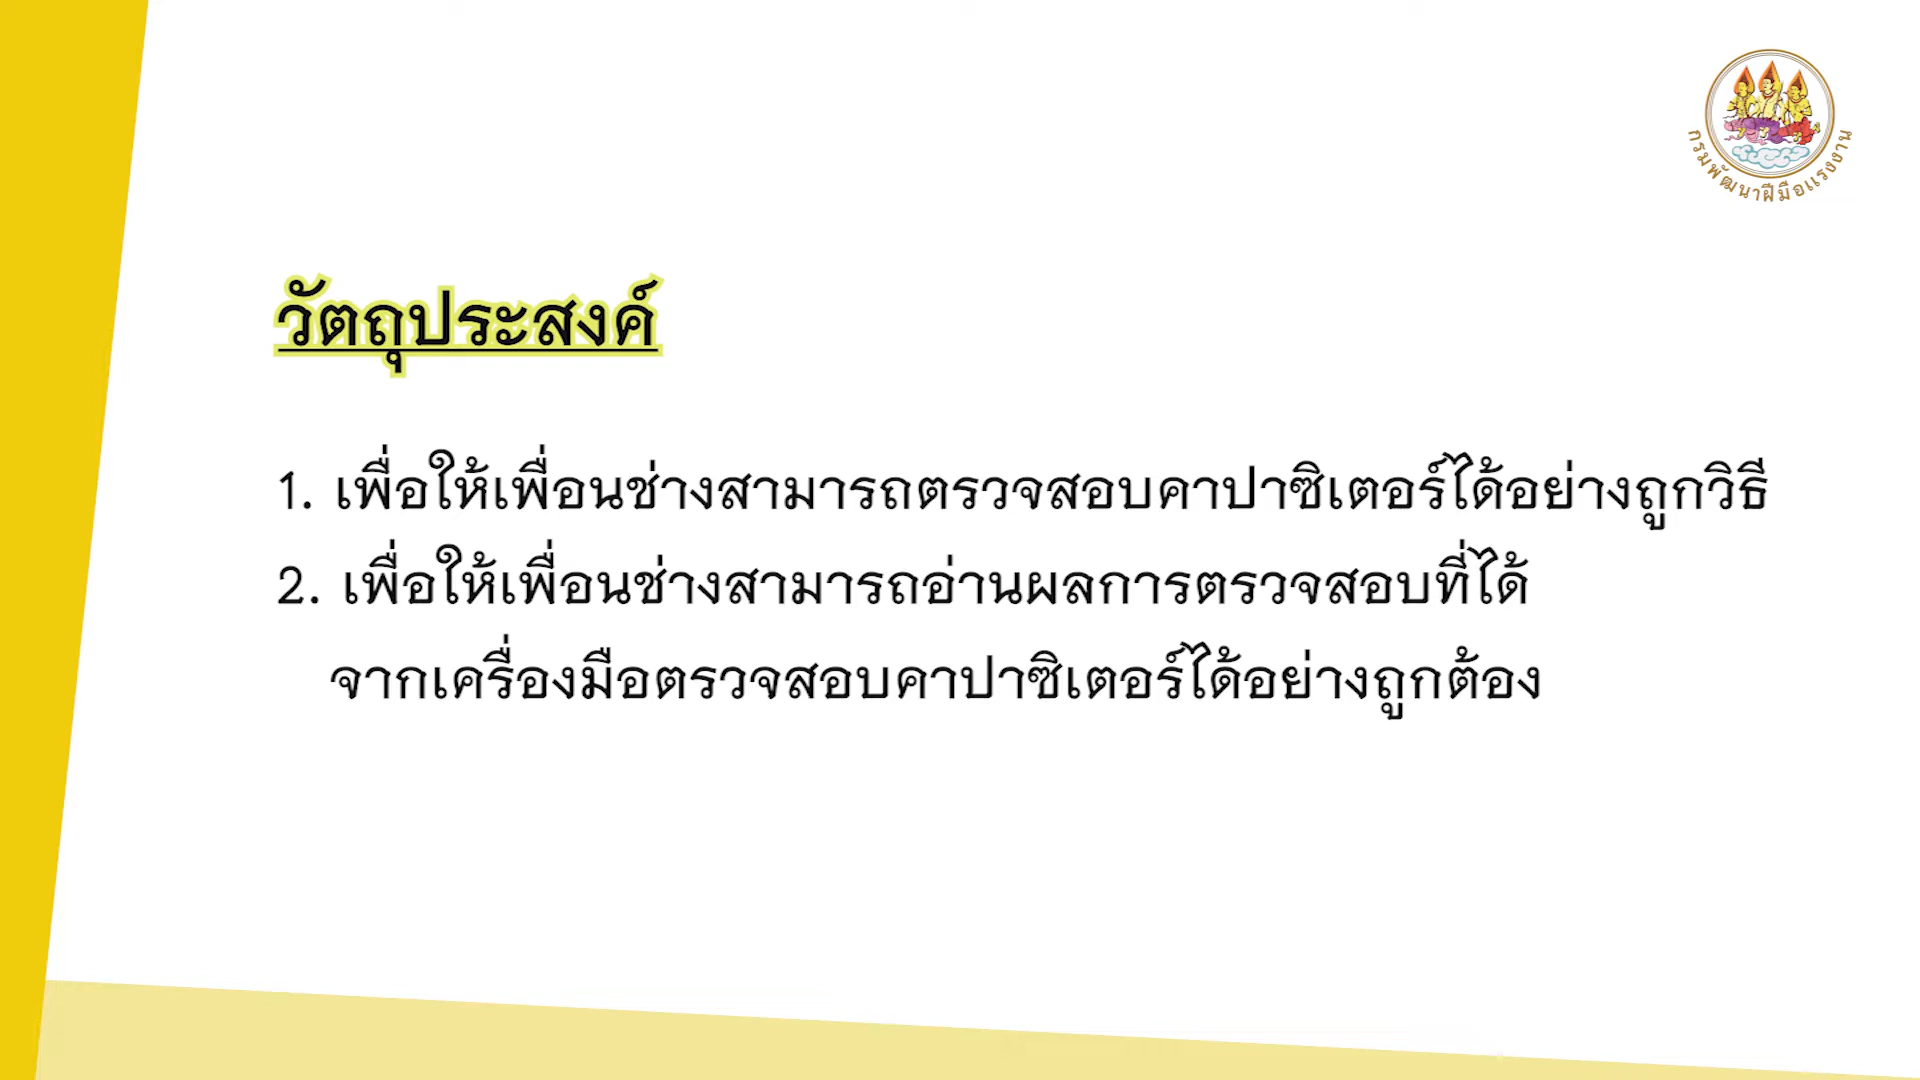 กรมพัฒนาฝีมือแรงงาน
วัตถุประสงค์
1. เพื่อให้เพื่อนช่างสามารถตรวจสอบคาปาซิเตอร์ได้อย่างถูกวิธี
2. เพื่อให้เพื่อนช่างสามารถอ่านผลการตรวจสอบที่ได้
จากเครื่องมือตรวจสอบคาปาซิเตอร์ได้อย่างถูกต้อง